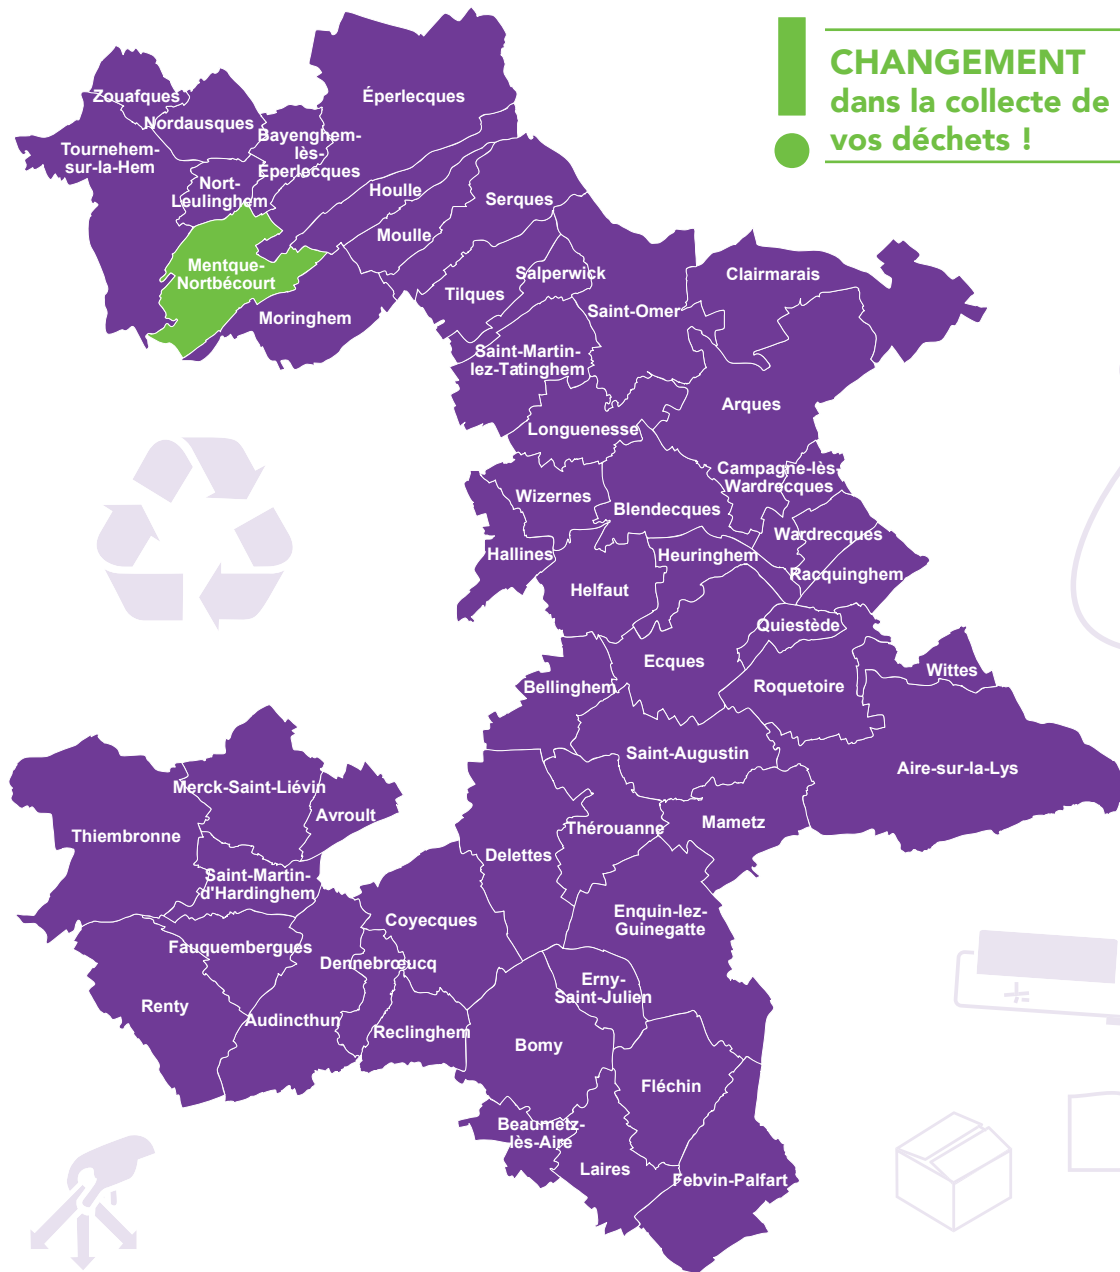 CHANGEMENT
dans la collecte de
vos déchets !
Éperlecques
Zouafques
Nordausques
Bayenghem-
lès-
Éperlecques
Tournehem-
sur-la-Hem
Nort-
Leulinghem
Houlle
Serques
Moulle
Mentque-
Nortbécourt
Salperwick
Clairmarais
Tilques
Saint-Omer
Moringhem
Saint-Martin-
lez-Tatinghem
Arques
Longuenesse
Campagne-lès-
Wardrecques
Wizernes
Blendecques
Wardrecques
Hallines
Heuringhem
Racquinghem
Helfaut
Quiestède
Ecques
Wittes
Bellinghem
Roquetoire
Saint-Augustin
Aire-sur-la-Lys
Merck-Saint-Liévin
Avroult
Thiembronne
Thérouanne
Mametz
Delettes
Saint-Martin-
d'Hardinghem
Coyecques
Enquin-lez-
Guinegatte
Fauquembergues
Dennebrœucq
Erny-
Saint-Julien
Renty
Audincthun
Reclinghem
Bomy
Fléchin
Beaumetz-
lès-Aire
Laires
Febvin-Palfart